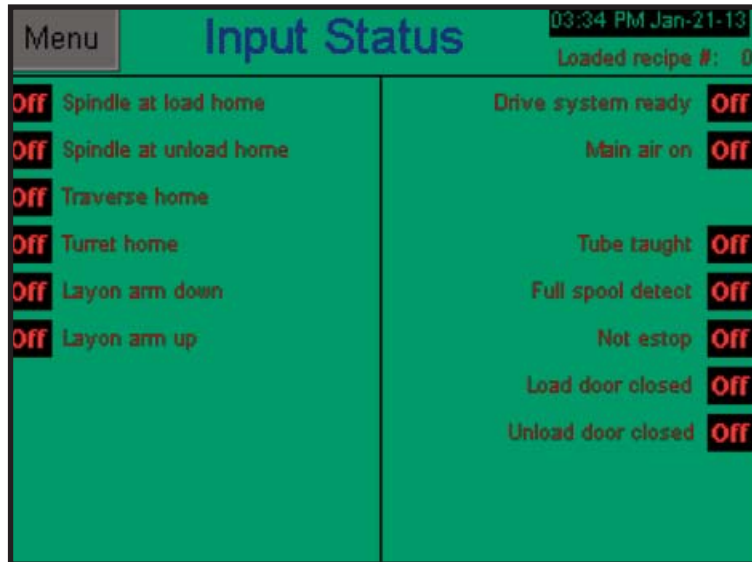 Menu
Input Status
03:34 PM Jan-21-13
Loaded recipe #: 0
Off Spindle at load home
Off Spindle at unload home
Off Traverse home
Off Turret home
Off Layon arm down
Off Layon arm up
Drive system ready Off
Main air on Off
Tube taught Off
Full spool detect Off
Not estop Off
Load door closed Off
Unload door closed Off